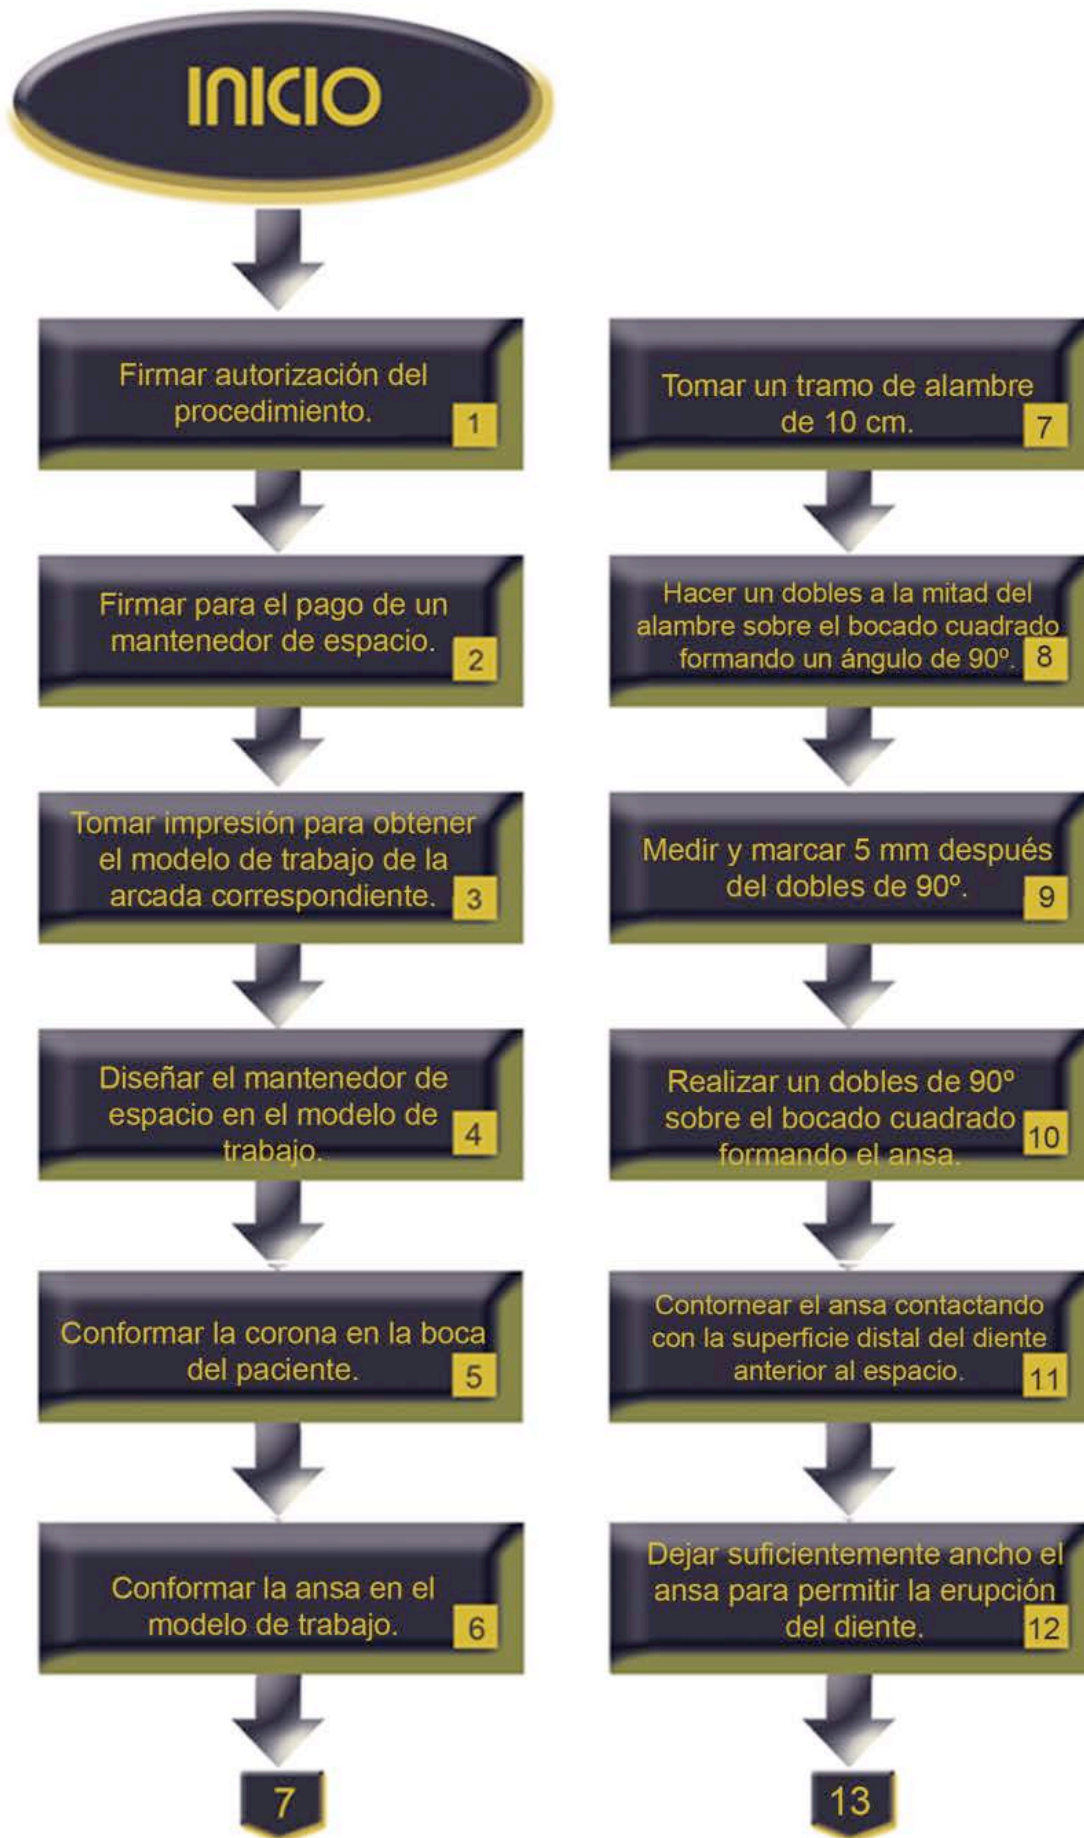 INICIO
Firmar autorización del
procedimiento.
1
Firmar para el pago de un
mantenedor de espacio.
2
Tomar impresión para obtener
el modelo de trabajo de la
arcada correspondiente.
3
Diseñar el mantenedor de
espacio en el modelo de
trabajo.
4
Conformar la corona en la boca
del paciente.
5
Conformar la ansa en el
modelo de trabajo.
6
7
Tomar un tramo de alambre
de 10 cm.
7
Hacer un dobles a la mitad del
alambre sobre el bocado cuadrado
formando un ángulo de 90º.
8
Medir y marcar 5 mm después
del dobles de 90º.
9
Realizar un dobles de 90º
sobre el bocado cuadrado
formando el ansa.
10
Contornear el ansa contactando
con la superficie distal del diente
anterior al espacio.
11
Dejar suficientemente ancho el
ansa para permitir la erupción
del diente.
12
13